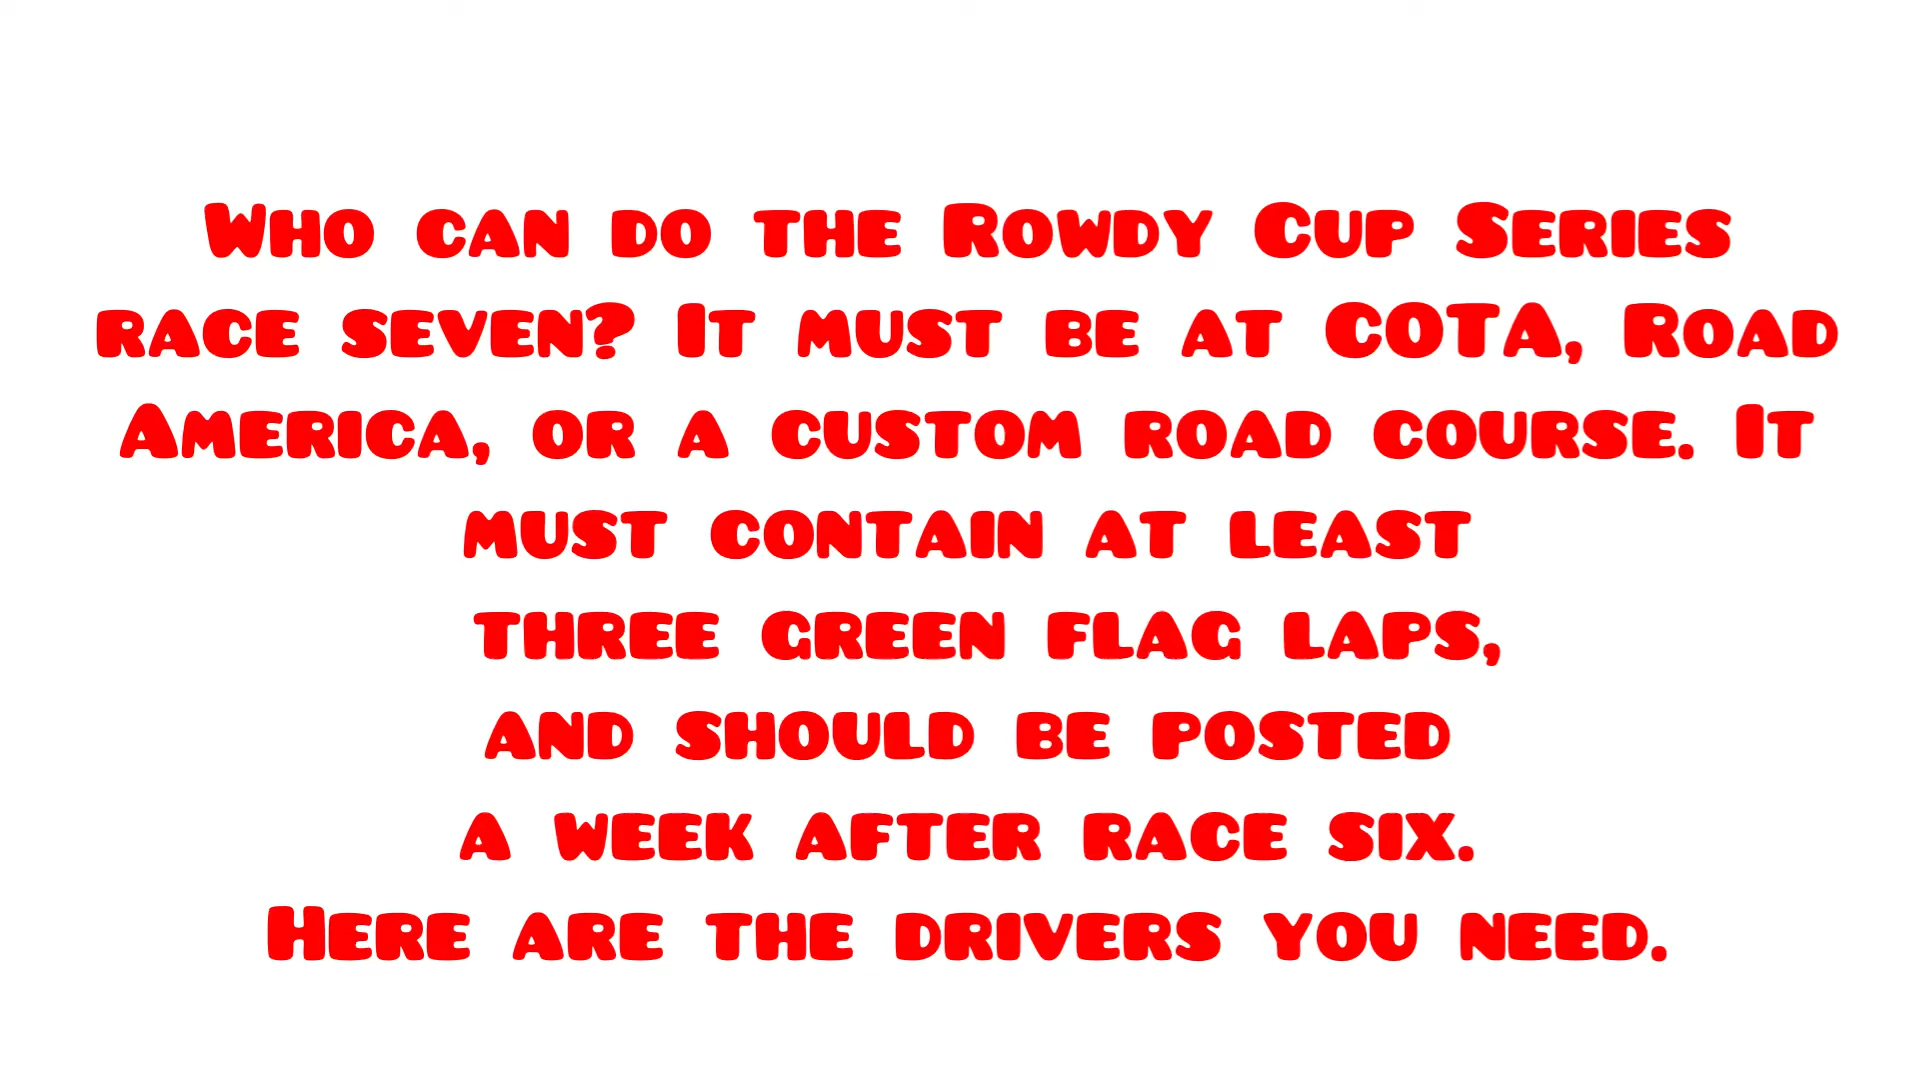 Who can do the Rowdy Cup Series
race seven? It must be at COTA, Road
America, or a custom road course. It
must contain at least
three green flag laps,
and should be posted
a week after race six.
Here are the drivers you need.